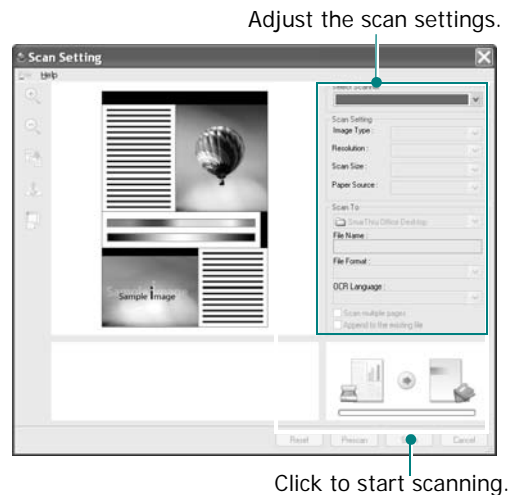 Adjust the scan settings.
Scan Setting
Help
Select Scanner
Scan Setting
Image Type :
Resolution :
Scan Size :
Paper Source :
Scan To
SmarThru Office Desktop
File Name :
File Format :
OCR Language :
Scan multiple pages
Append to the existing file
Sample image
Reset
Prescan
Cancel
Click to start scanning.